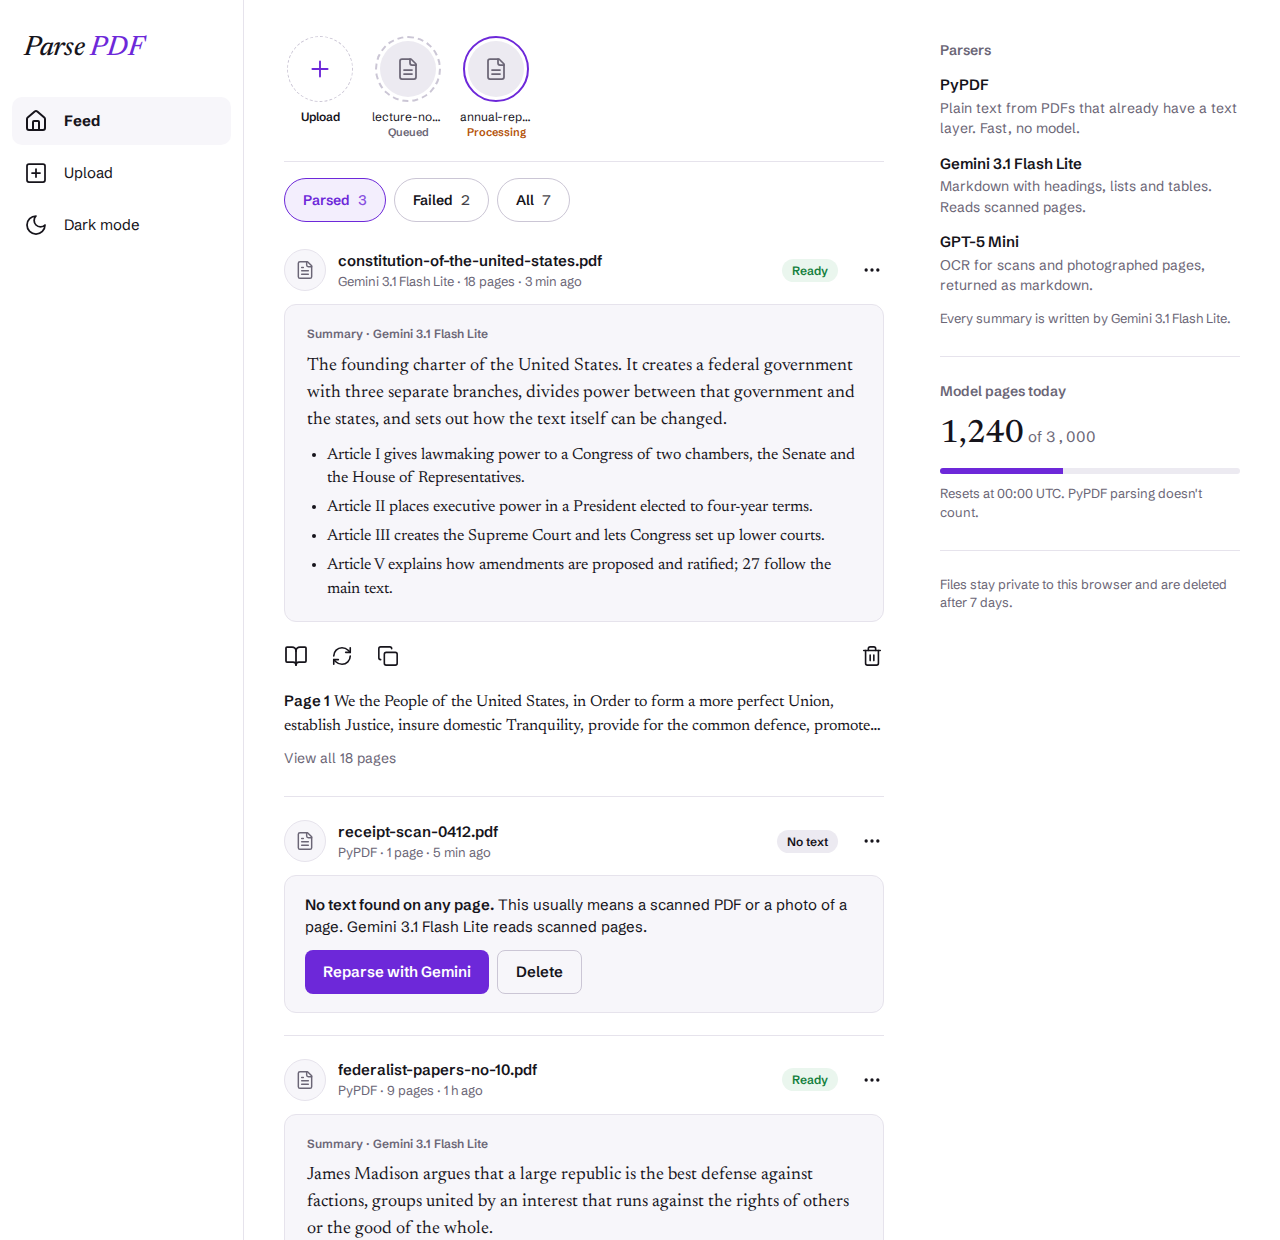 Parse PDF
Feed
Upload
Dark mode
Upload
lecture-no...
Queued
annual-rep...
Processing
Parsed 3
Failed 2
All 7
constitution-of-the-united-states.pdf
Gemini 3.1 Flash Lite · 18 pages · 3 min ago
Ready
Summary · Gemini 3.1 Flash Lite
The founding charter of the United States. It creates a federal government
with three separate branches, divides power between that government and
the states, and sets out how the text itself can be changed.
• Article I gives lawmaking power to a Congress of two chambers, the Senate and
the House of Representatives.
• Article II places executive power in a President elected to four-year terms.
• Article III creates the Supreme Court and lets Congress set up lower courts.
• Article V explains how amendments are proposed and ratified; 27 follow the
main text.
Page 1 We the People of the United States, in Order to form a more perfect Union,
establish Justice, insure domestic Tranquility, provide for the common defence, promote...
View all 18 pages
receipt-scan-0412.pdf
PyPDF · 1 page · 5 min ago
No text
No text found on any page. This usually means a scanned PDF or a photo of a
page. Gemini 3.1 Flash Lite reads scanned pages.
Reparse with Gemini
Delete
federalist-papers-no-10.pdf
PyPDF · 9 pages · 1 h ago
Ready
Summary · Gemini 3.1 Flash Lite
James Madison argues that a large republic is the best defense against
factions, groups united by an interest that runs against the rights of others
or the good of the whole.
Parsers
PyPDF
Plain text from PDFs that already have a text
layer. Fast, no model.
Gemini 3.1 Flash Lite
Markdown with headings, lists and tables.
Reads scanned pages.
GPT-5 Mini
OCR for scans and photographed pages,
returned as markdown.
Every summary is written by Gemini 3.1 Flash Lite.
Model pages today
1,240 of 3,000
Resets at 00:00 UTC. PyPDF parsing doesn't
count.
Files stay private to this browser and are deleted
after 7 days.